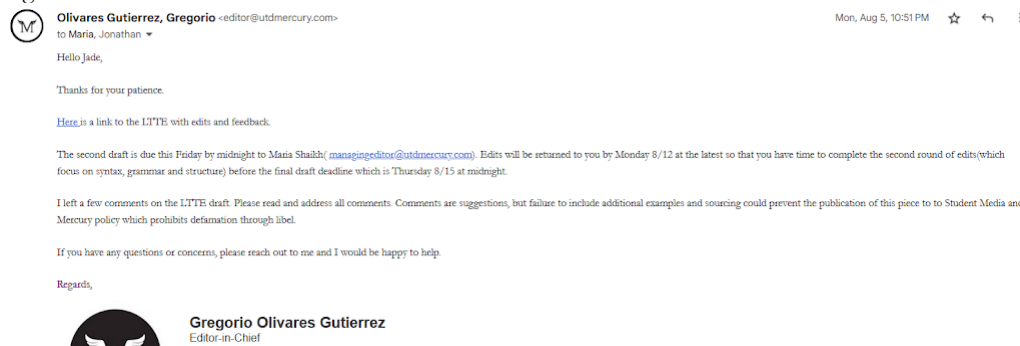 Olivares Gutierrez, Gregorio <editor@utdmercury.com>
Mon, Aug 5, 10:51 PM
to Maria, Jonathan
Hello Jade,
Thanks for your patience.
Here is a link to the LTTE with edits and feedback.
The second draft is due this Friday by midnight to Maria Shaikh( managingeditor@utdmercury.com). Edits will be returned to you by Monday 8/12 at the latest so that you have time to complete the second round of edits(which
focus on syntax, grammar and structure) before the final draft deadline which is Thursday 8/15 at midnight.
I left a few comments on the LTTE draft. Please read and address all comments. Comments are suggestions, but failure to include additional examples and sourcing could prevent the publication of this piece to to Student Media and
Mercury policy which prohibits defamation through libel.
If you have any questions or concerns, please reach out to me and I would be happy to help.
Regards,
Gregorio Olivares Gutierrez
Editor-in-Chief